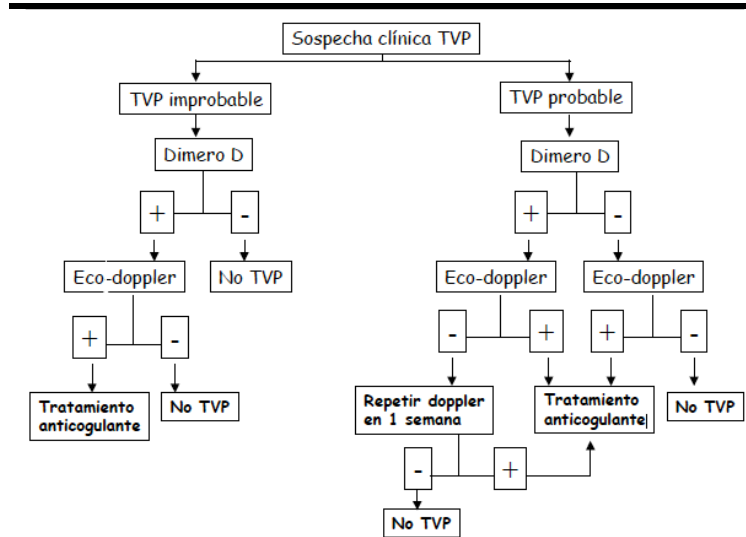 Sospecha clínica TVP
TVP improbable
TVP probable
Dimero D
Dimero D
+
-
+
-
Eco-doppler
No TVP
Eco-doppler
Eco-doppler
+
-
-
+
+
-
Tratamiento
anticogulante
No TVP
Repetir doppler
en 1 semana
Tratamiento
anticogulante
No TVP
-
+
No TVP